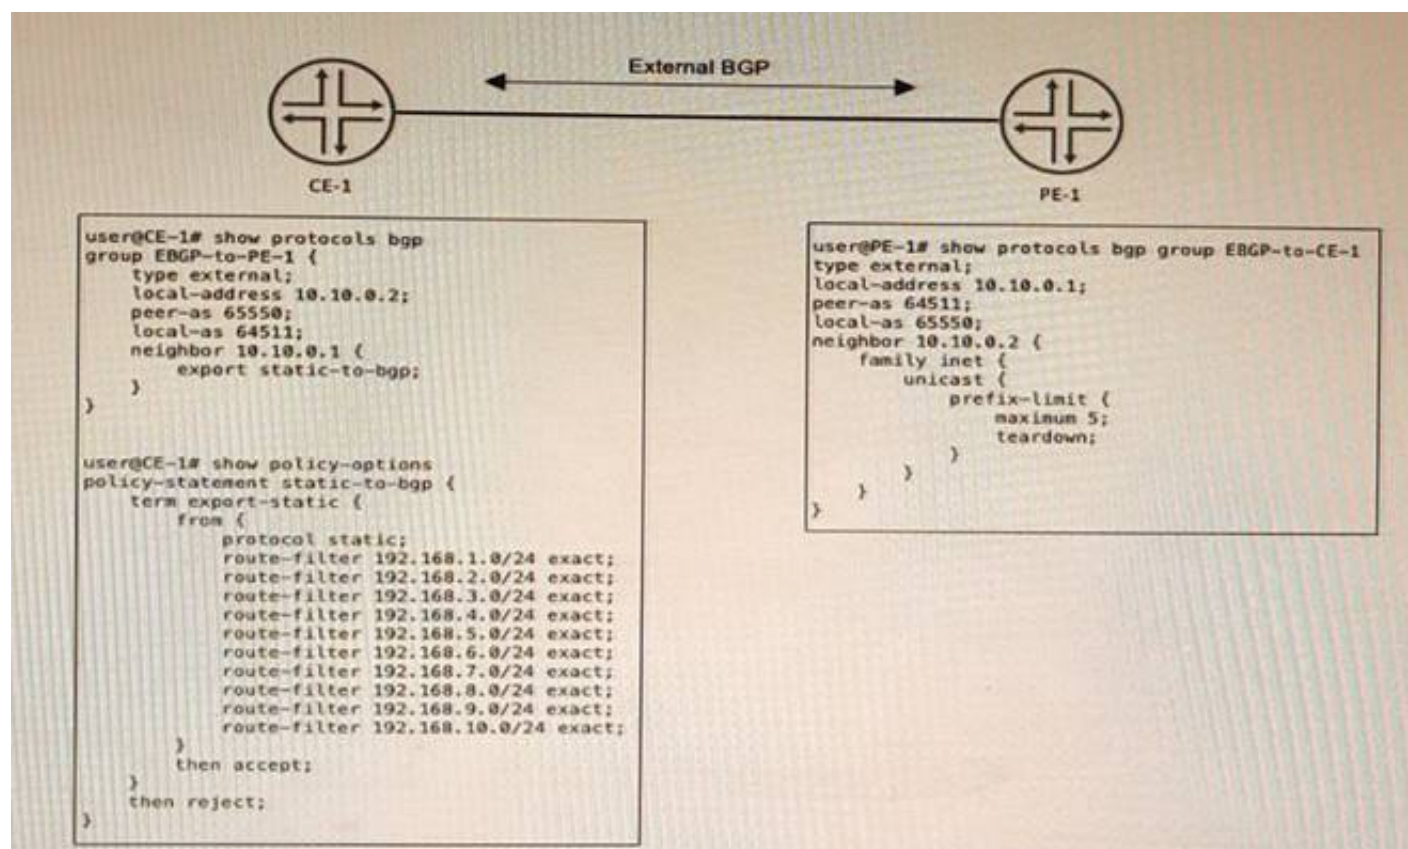 External BGP
CE-1
PE-1
user@CE-1# show protocols bgp
group EBGP-to-PE-1 {
    type external;
    local-address 10.10.0.2;
    peer-as 65550;
    local-as 64511;
    neighbor 10.10.0.1 {
        export static-to-bgp;
    }
}
user@CE-1# show policy-options
policy-statement static-to-bgp {
    term export-static {
        from {
            protocol static;
            route-filter 192.168.1.0/24 exact;
            route-filter 192.168.2.0/24 exact;
            route-filter 192.168.3.0/24 exact;
            route-filter 192.168.4.0/24 exact;
            route-filter 192.168.5.0/24 exact;
            route-filter 192.168.6.0/24 exact;
            route-filter 192.168.7.0/24 exact;
            route-filter 192.168.8.0/24 exact;
            route-filter 192.168.9.0/24 exact;
            route-filter 192.168.10.0/24 exact;
        }
        then accept;
    }
    then reject;
}
user@PE-1# show protocols bgp group EBGP-to-CE-1
type external;
local-address 10.10.0.1;
peer-as 64511;
local-as 65550;
neighbor 10.10.0.2 {
    family inet {
        unicast {
            prefix-limit {
                maximum 5;
                teardown;
            }
        }
    }
}